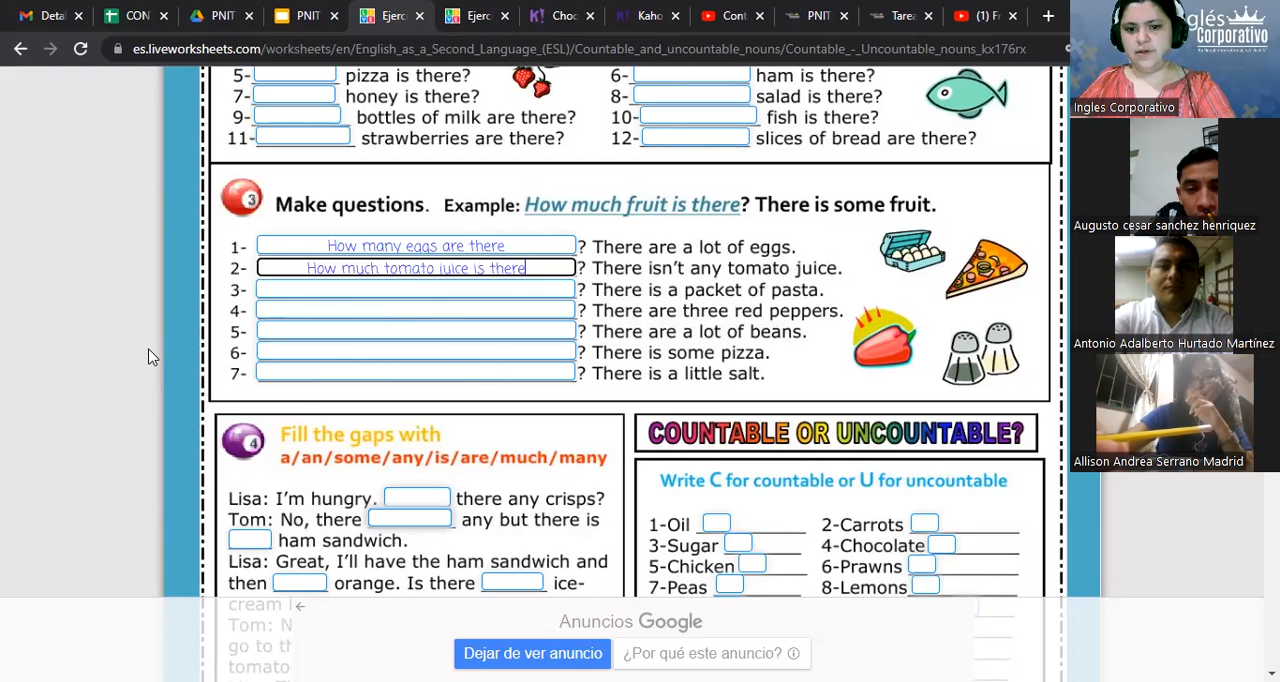 Detal
CON
PNIT
PNIT
Ejerc
Ejerc
K! Choc
K! Kaho
Cont
PNIT
Tarea
(1) F
es.liveworksheets.com/worksheets/en/English_as_a_Second_Language_(ESL)/Countable_and_uncountable_nouns/Countable_-_Uncountable_nouns_kx176rx
glés
Corporativo
Ingles Corporativo
Augusto cesar sanchez henriquez
Antonio Adalberto Hurtado Martínez
Allison Andrea Serrano Madrid
5- pizza is there? 6- ham is there?
7- honey is there? 8- salad is there?
9- bottles of milk are there? 10- fish is there?
11- strawberries are there? 12- slices of bread are there?
3 Make questions. Example: How much fruit is there? There is some fruit.
1- How many eggs are there ? There are a lot of eggs.
2- How much tomato juice is there ? There isn't any tomato juice.
3- ? There is a packet of pasta.
4- ? There are three red peppers.
5- ? There are a lot of beans.
6- ? There is some pizza.
7- ? There is a little salt.
4 Fill the gaps with
a/an/some/any/is/are/much/many
Lisa: I'm hungry. there any crisps?
Tom: No, there any but there is
ham sandwich.
Lisa: Great, I'll have the ham sandwich and
then orange. Is there ice-
cream
Tom: N
go to th
tomato
COUNTABLE OR UNCOUNTABLE?
Write C for countable or U for uncountable
1-Oil 2-Carrots
3-Sugar 4-Chocolate
5-Chicken 6-Prawns
7-Peas 8-Lemons
Anuncios Google
Dejar de ver anuncio
¿Por qué este anuncio?